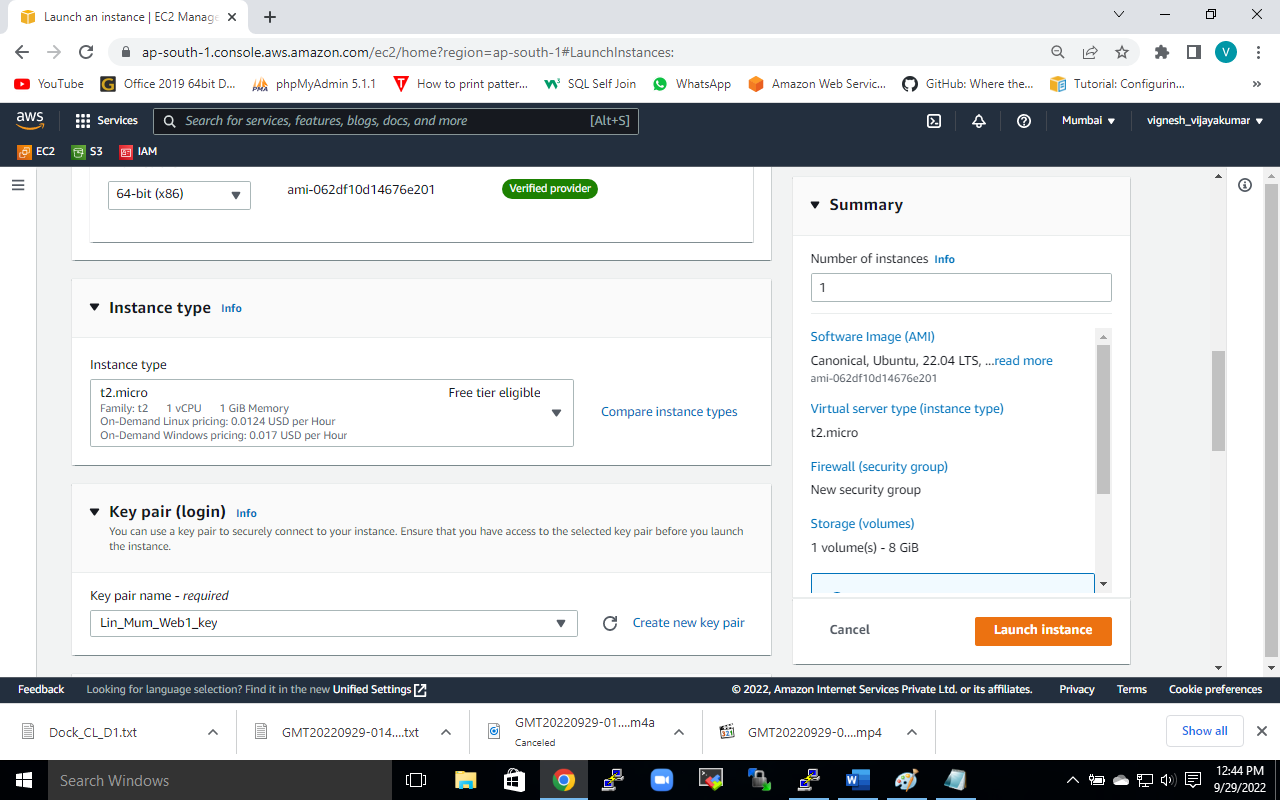 Launch an instance | EC2 Manage
ap-south-1.console.aws.amazon.com/ec2/home?region=ap-south-1#LaunchInstances:
V
YouTube
Office 2019 64bit D...
phpMyAdmin 5.1.1
How to print patter...
SQL Self Join
WhatsApp
Amazon Web Servic...
GitHub: Where the...
Tutorial: Configurin...
»
aws
Services
Search for services, features, blogs, docs, and more [Alt+S]
Mumbai
vignesh_vijayakumar
EC2
S3
IAM
64-bit (x86)
ami-062df10d14676e201
Verified provider
Instance type Info
Instance type
t2.micro Free tier eligible
Family: t2 1 vCPU 1 GiB Memory
On-Demand Linux pricing: 0.0124 USD per Hour
On-Demand Windows pricing: 0.017 USD per Hour
Compare instance types
Key pair (login) Info
You can use a key pair to securely connect to your instance. Ensure that you have access to the selected key pair before you launch
the instance.
Key pair name - required
Lin_Mum_Web1_key
Create new key pair
Summary
Number of instances Info
1
Software Image (AMI)
Canonical, Ubuntu, 22.04 LTS, ...read more
ami-062df10d14676e201
Virtual server type (instance type)
t2.micro
Firewall (security group)
New security group
Storage (volumes)
1 volume(s) - 8 GiB
Cancel
Launch instance
Feedback
Looking for language selection? Find it in the new Unified Settings
© 2022, Amazon Internet Services Private Ltd. or its affiliates.
Privacy
Terms
Cookie preferences
Dock_CL_D1.txt
GMT20220929-014....txt
GMT20220929-01....m4a
Canceled
GMT20220929-0....mp4
Show all
Search Windows
12:44 PM
9/29/2022